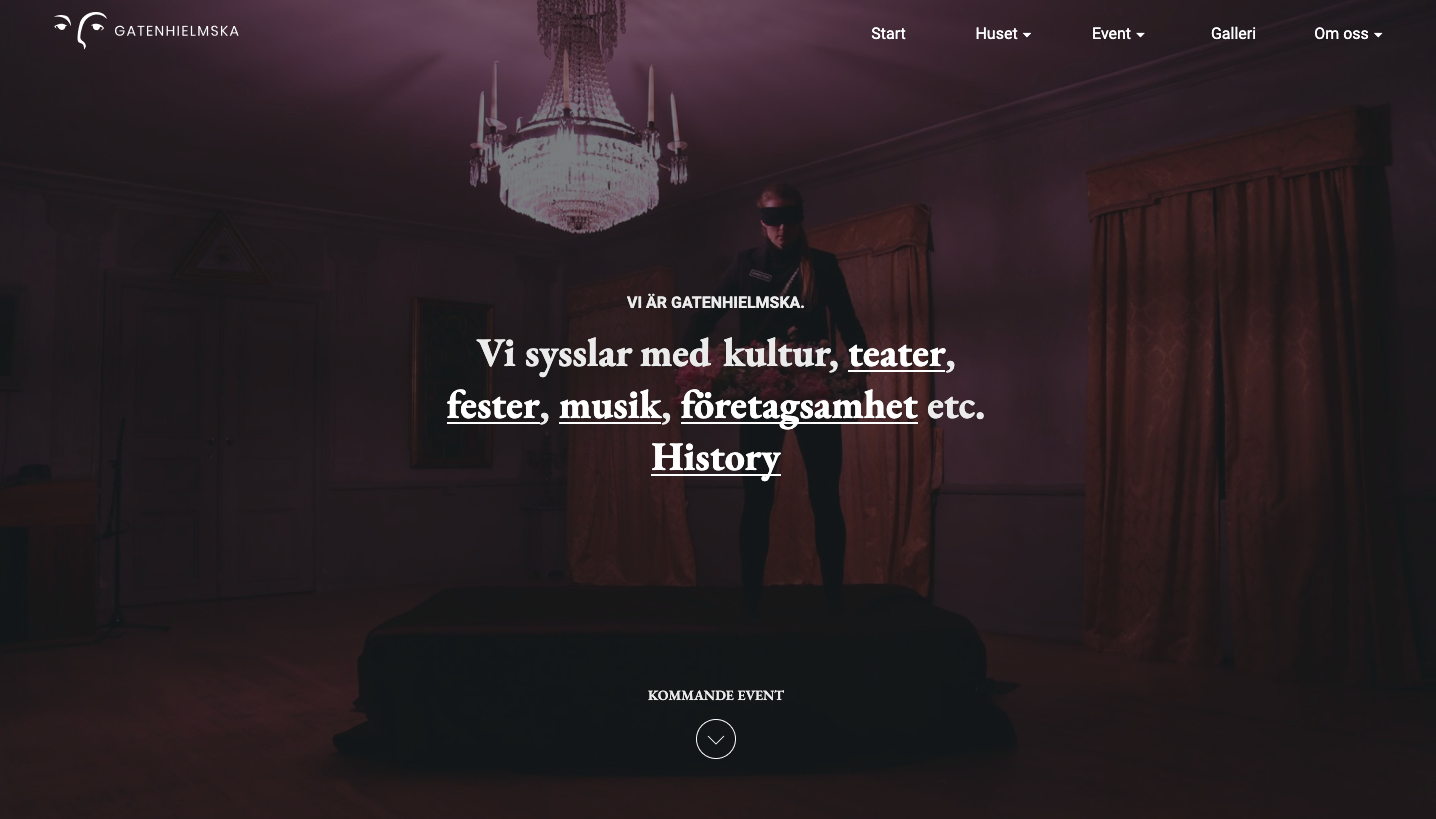 GATENHIELMSKA
Start Huset Event Galleri Om oss
VI ÄR GATENHIELMSKA.
Vi sysslar med kultur, teater,
fester, musik, företagsamhet etc.
History
KOMMANDE EVENT